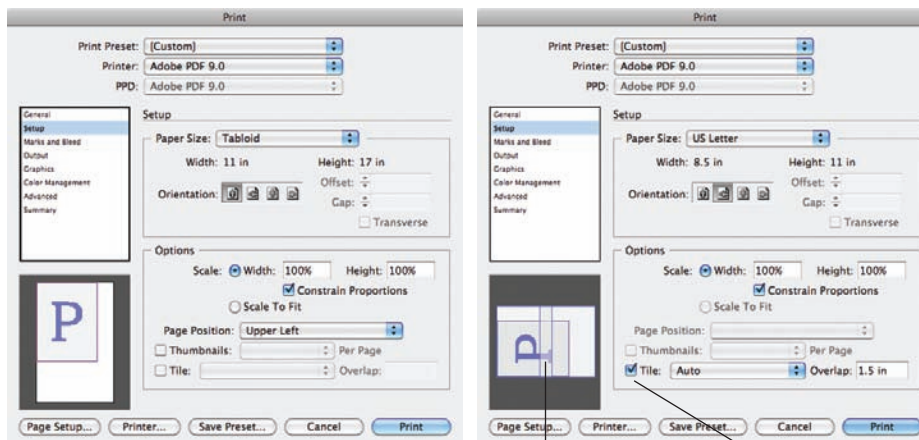 Print
Print Preset: [Custom]
Printer: Adobe PDF 9.0
PPD: Adobe PDF 9.0
General
Setup
Marks and Bleed
Output
Graphics
Color Management
Advanced
Summary
Setup
Paper Size: Tabloid
Width: 11 in Height: 17 in
Orientation: Offset:
Gap:
Transverse
Options
Scale: Width: 100% Height: 100%
Constrain Proportions
Scale To Fit
Page Position: Upper Left
Thumbnails: Per Page
Tile: Overlap:
P
Page Setup... Printer... Save Preset... Cancel Print
Print
Print Preset: [Custom]
Printer: Adobe PDF 9.0
PPD: Adobe PDF 9.0
General
Setup
Marks and Bleed
Output
Graphics
Color Management
Advanced
Summary
Setup
Paper Size: US Letter
Width: 8.5 in Height: 11 in
Orientation: Offset:
Gap:
Transverse
Options
Scale: Width: 100% Height: 100%
Constrain Proportions
Scale To Fit
Page Position:
Thumbnails: Per Page
Tile: Auto Overlap: 1.5 in
P
Page Setup... Printer... Save Preset... Cancel Print